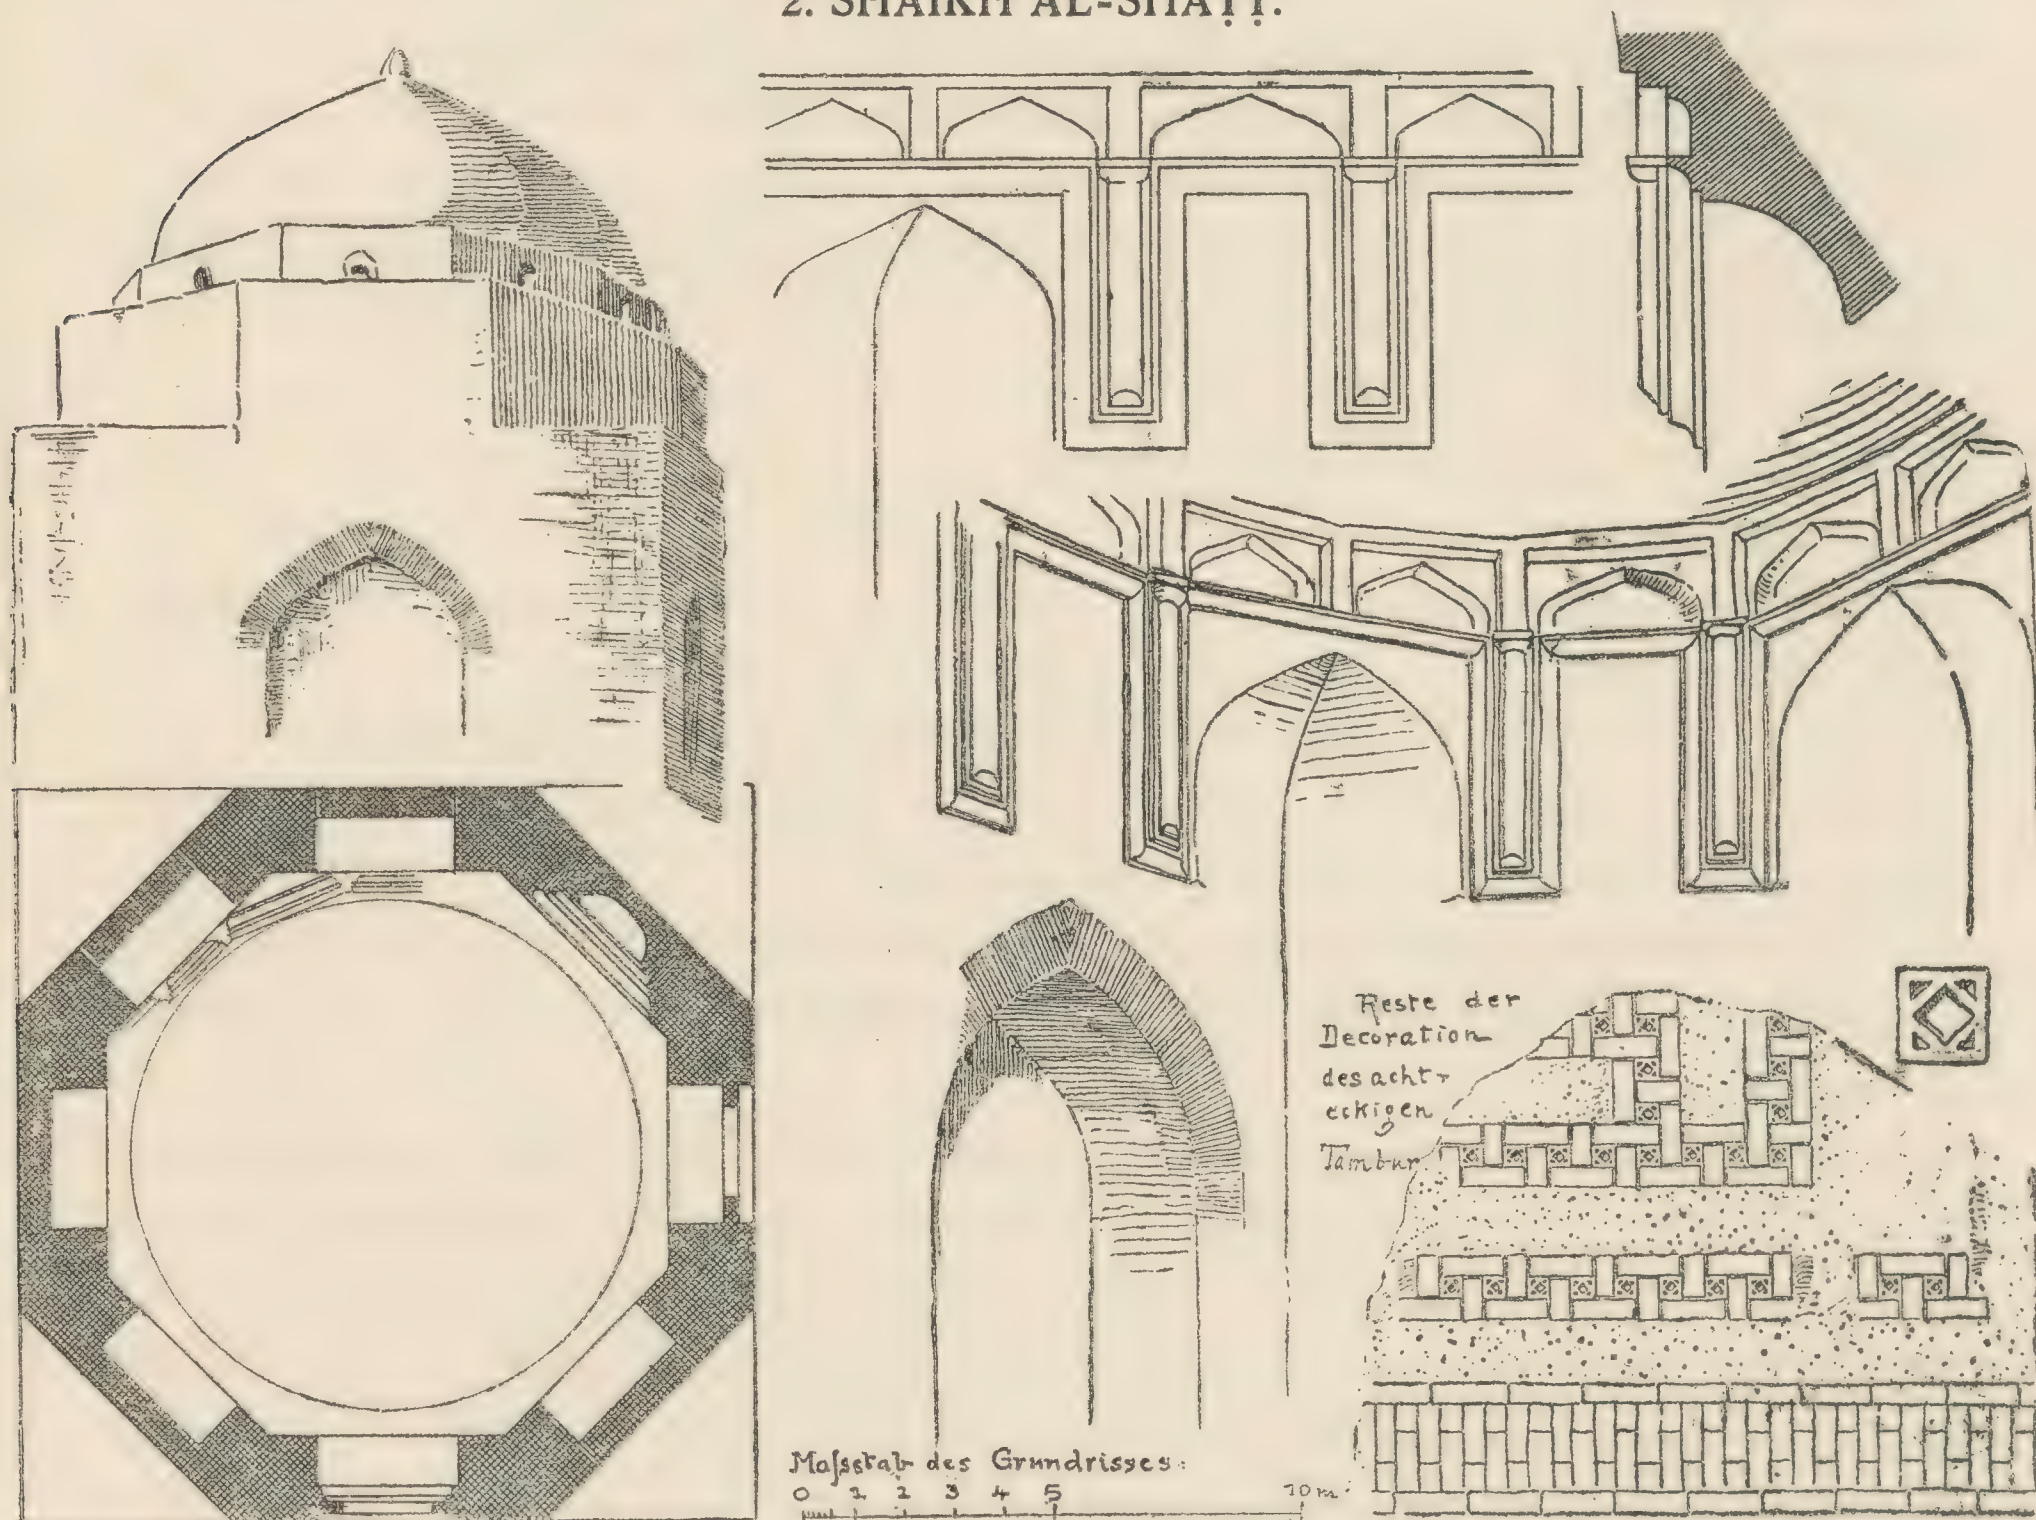 2. SHAIKH AL-SHAṬṬ.
Reste der
Decoration
des acht-
eckigen
Tambur
Maſsstab des Grundrisses:
0 1 2 3 4 5 10 m.